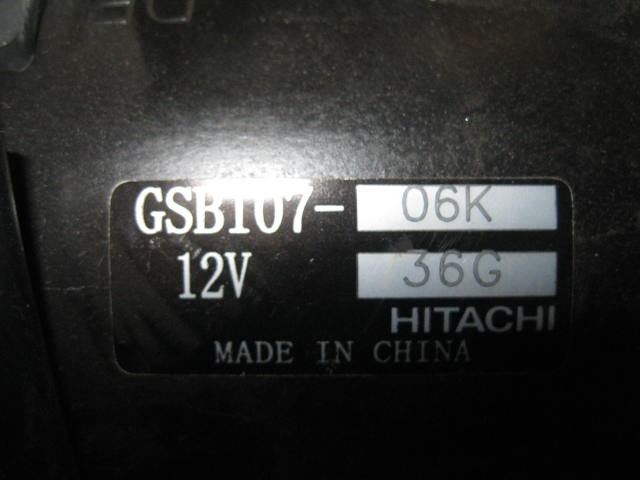 GSB107-06K
12V 36G
HITACHI
MADE IN CHINA